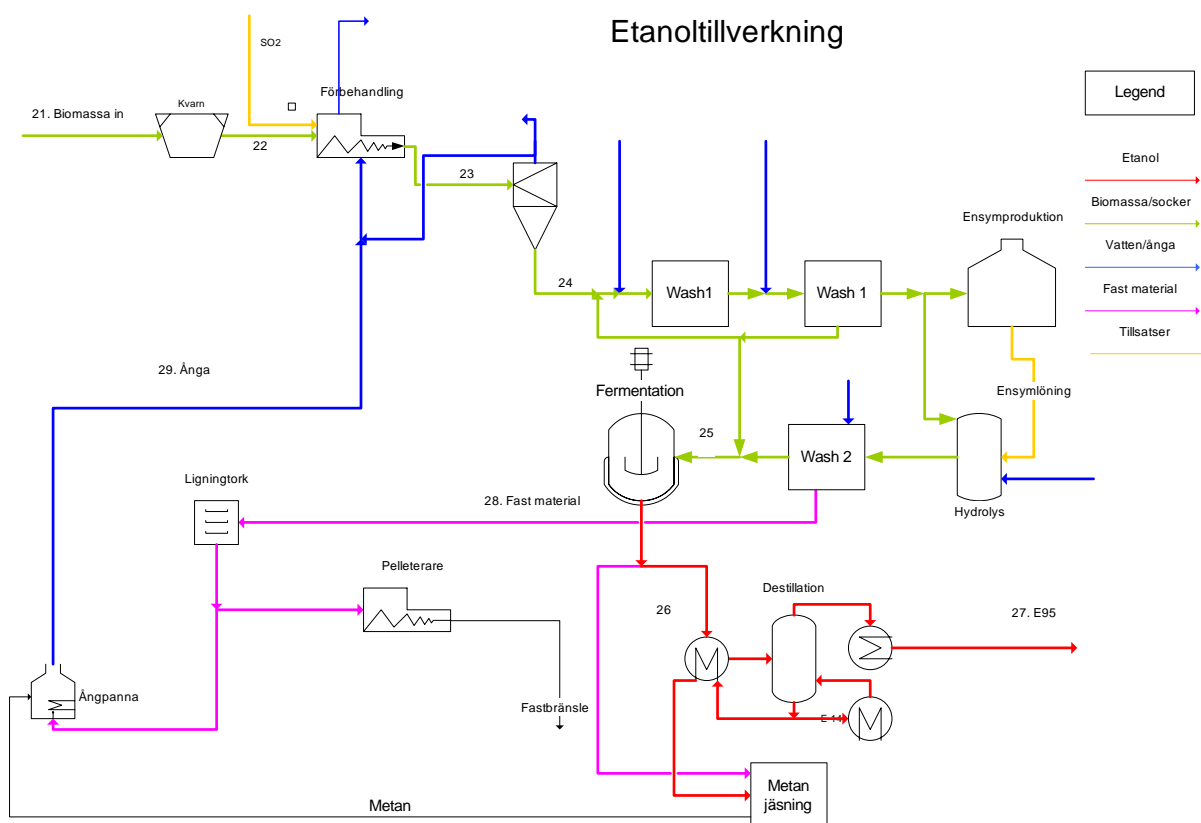 Etanoltillverkning
SO2
Förbehandling
Legend
Kvarn
21. Biomassa in
22
23
Etanol
Biomassa/socker
Ensymproduktion
Vatten/ånga
24
Wash1
Wash 1
Fast material
Tillsatser
29. Ånga
Fermentation
Ensymlöning
25
Wash 2
Ligningtork
28. Fast material
Hydrolys
Pelleterare
Destillation
26
27. E95
Ångpanna
Fastbränsle
Metan
jäsning
Metan